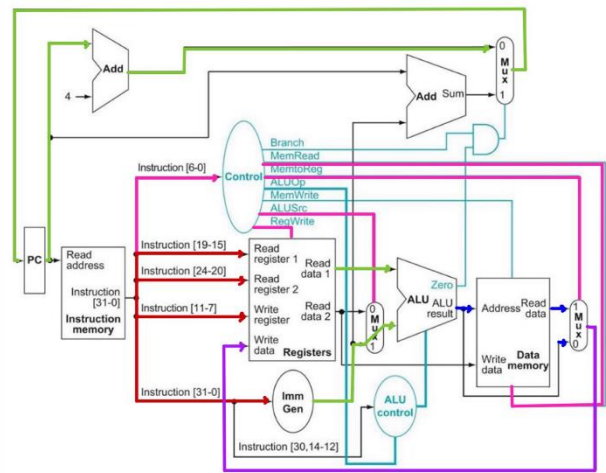 Add
4
Add Sum
0
M
u
x
1
Branch
MemRead
MemtoReg
ALUOp
MemWrite
ALUSrc
RegWrite
Control
Instruction [6-0]
PC
Read
address
Instruction
[31-0]
Instruction
memory
Instruction [19-15]
Instruction [24-20]
Instruction [11-7]
Instruction [31-0]
Instruction [30,14-12]
Read
register 1
Read
register 2
Write
register
Write
data
Read
data 1
Read
data 2
Registers
Imm
Gen
0
M
u
x
1
Zero
ALU
ALU
result
ALU
control
Address
Read
data
Write
data
Data
memory
1
M
u
x
0